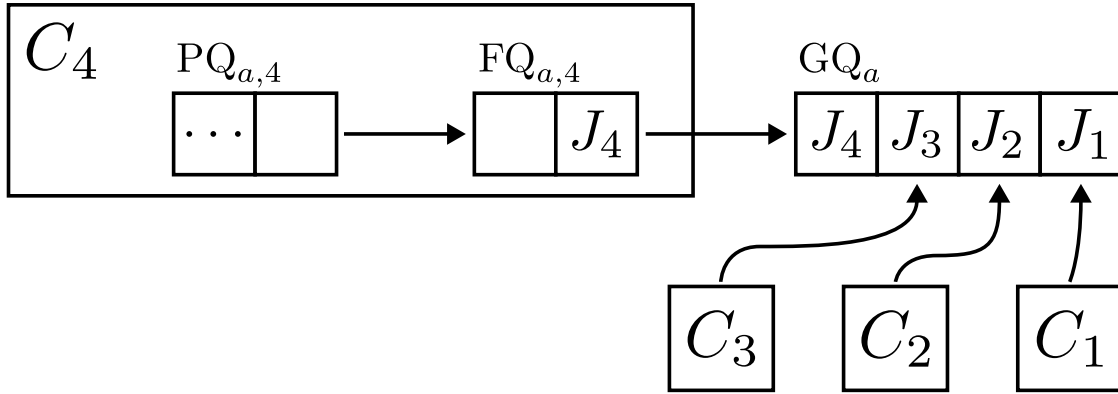 C₄
PQₐ,₄ FQₐ,₄ GQₐ
··· J₄ J₄ J₃ J₂ J₁
C₃ C₂ C₁